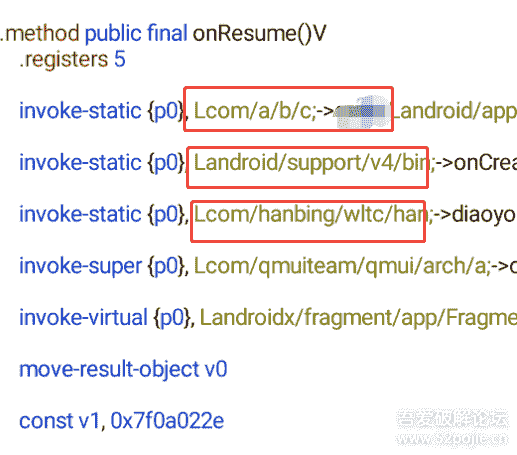 .method public final onResume()V
.registers 5
invoke-static {p0}, Lcom/a/b/c;-> Landroid/app
invoke-static {p0}, Landroid/support/v4/bin;->onCrea
invoke-static {p0}, Lcom/hanbing/wltc/han;->diaoyo
invoke-super {p0}, Lcom/qmuiteam/qmui/arch/a;->o
invoke-virtual {p0}, Landroidx/fragment/app/Fragme
move-result-object v0
const v1, 0x7f0a022e
吾爱破解论坛
www.52pojie.cn